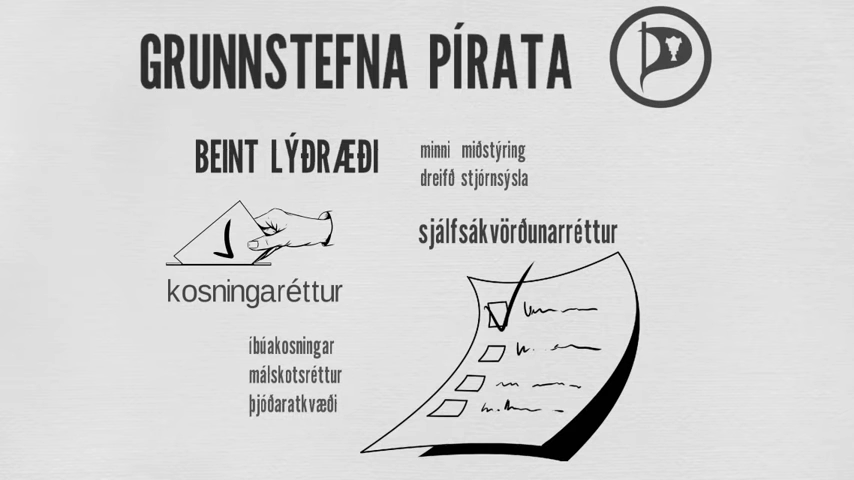 GRUNNSTEFNA PÍRATA
BEINT LÝÐRÆÐI
minni miðstýring
dreifð stjórnsýsla
sjálfsákvörðunarréttur
kosningaréttur
íbúakosningar
málskotsréttur
þjóðaratkvæði